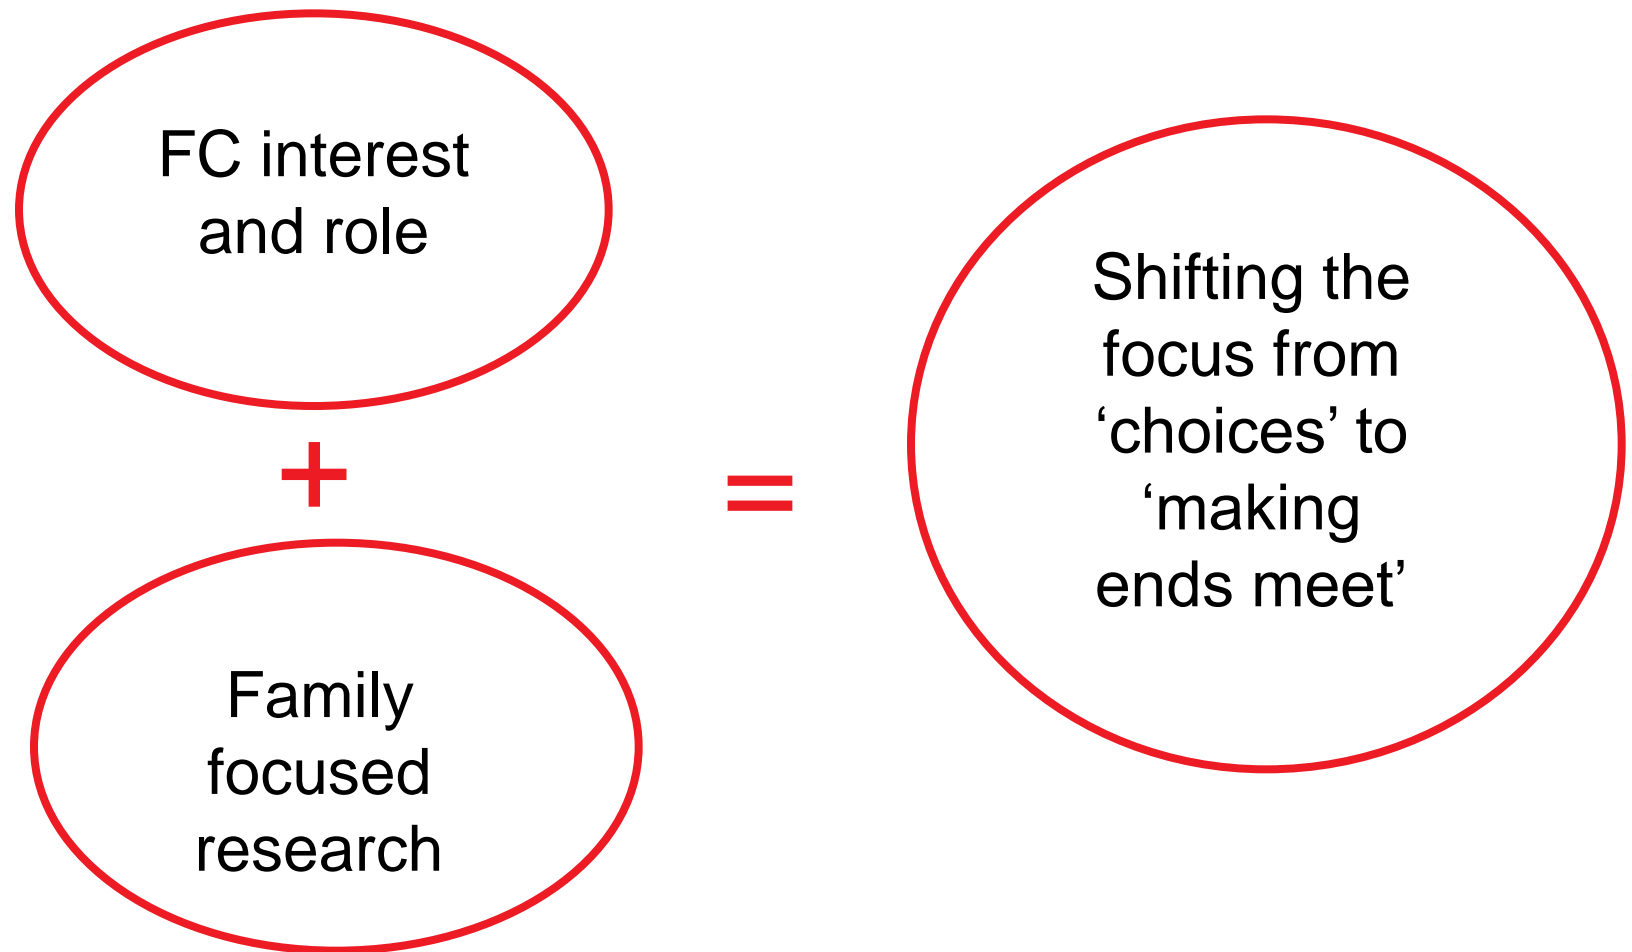 FC interest
and role
+
Family
focused
research
=
Shifting the
focus from
‘choices’ to
‘making
ends meet’